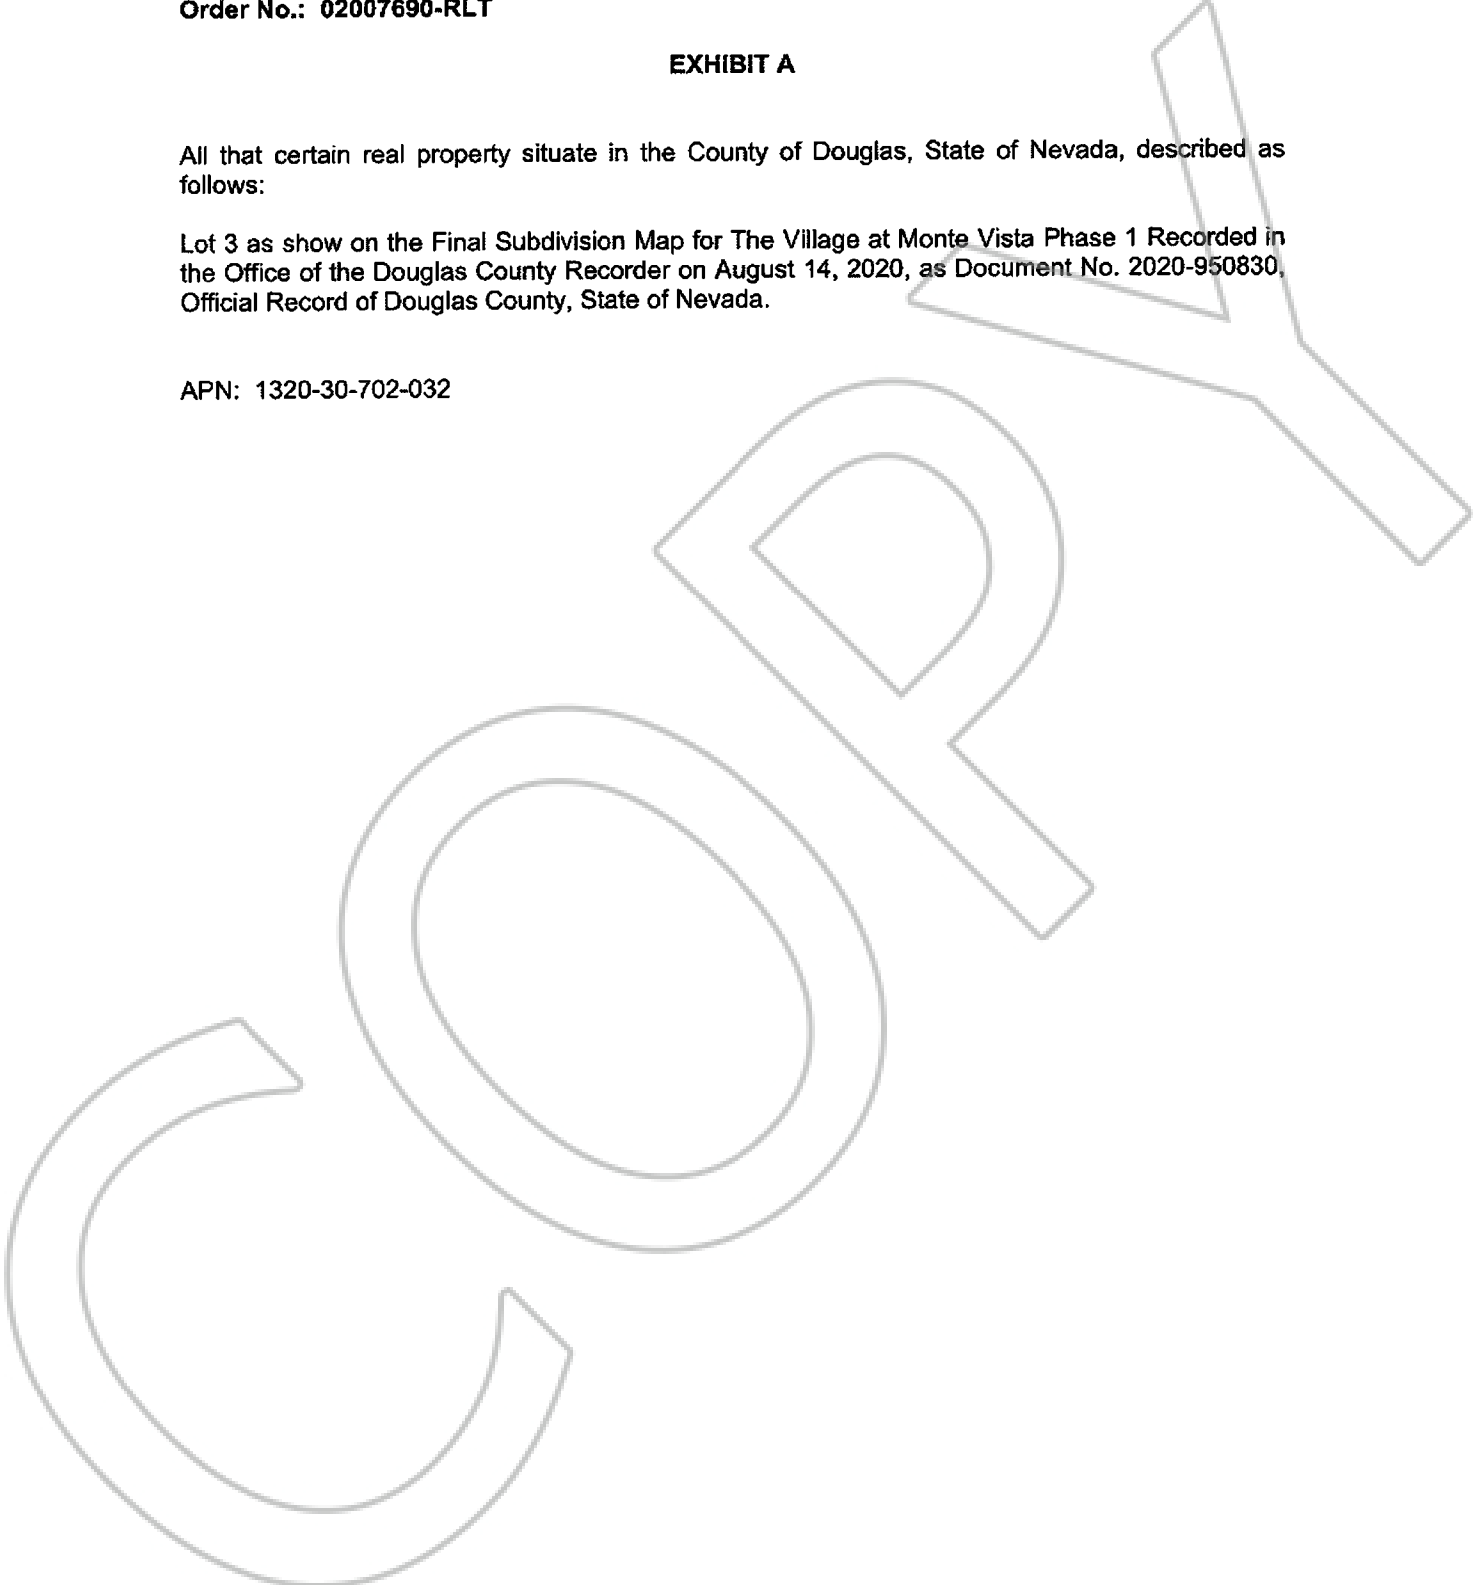 Order No.: 02007690-RLT
EXHIBIT A
All that certain real property situate in the County of Douglas, State of Nevada, described as
follows:
Lot 3 as show on the Final Subdivision Map for The Village at Monte Vista Phase 1 Recorded in
the Office of the Douglas County Recorder on August 14, 2020, as Document No. 2020-950830,
Official Record of Douglas County, State of Nevada.
APN: 1320-30-702-032
COPY